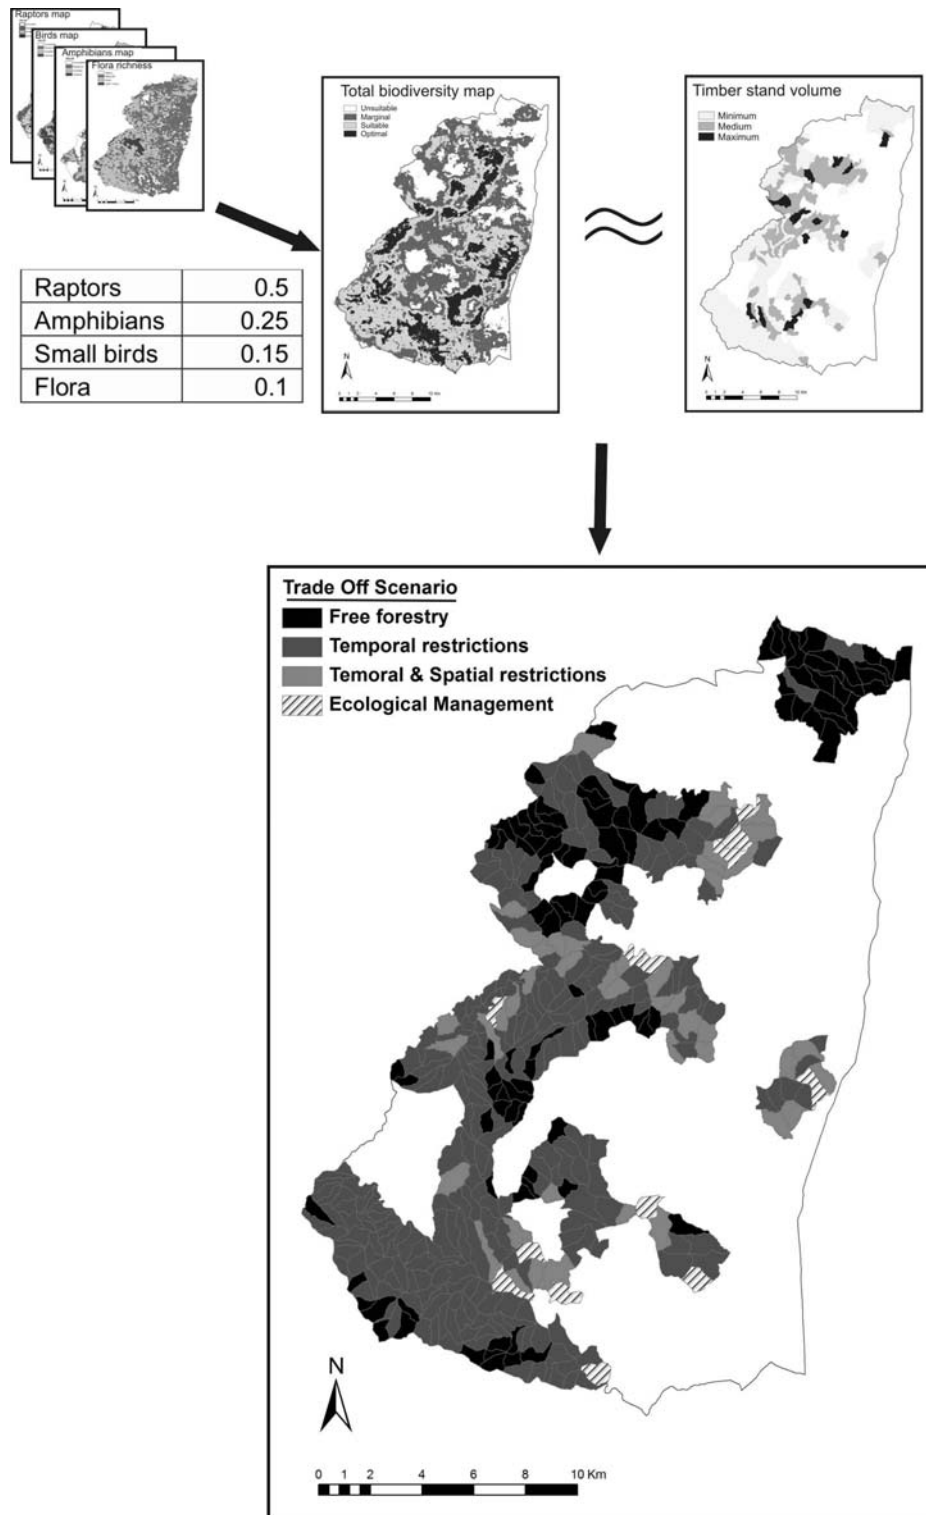 Raptors map
Birds map
Amphibians map
Flora richness
Total biodiversity map
Unsuitable
Marginal
Suitable
Optimal
N
Timber stand volume
Minimum
Medium
Maximum
N
Raptors 0.5
Amphibians 0.25
Small birds 0.15
Flora 0.1
Trade Off Scenario
Free forestry
Temporal restrictions
Temoral & Spatial restrictions
Ecological Management
N
0 1 2 4 6 8 10 Km